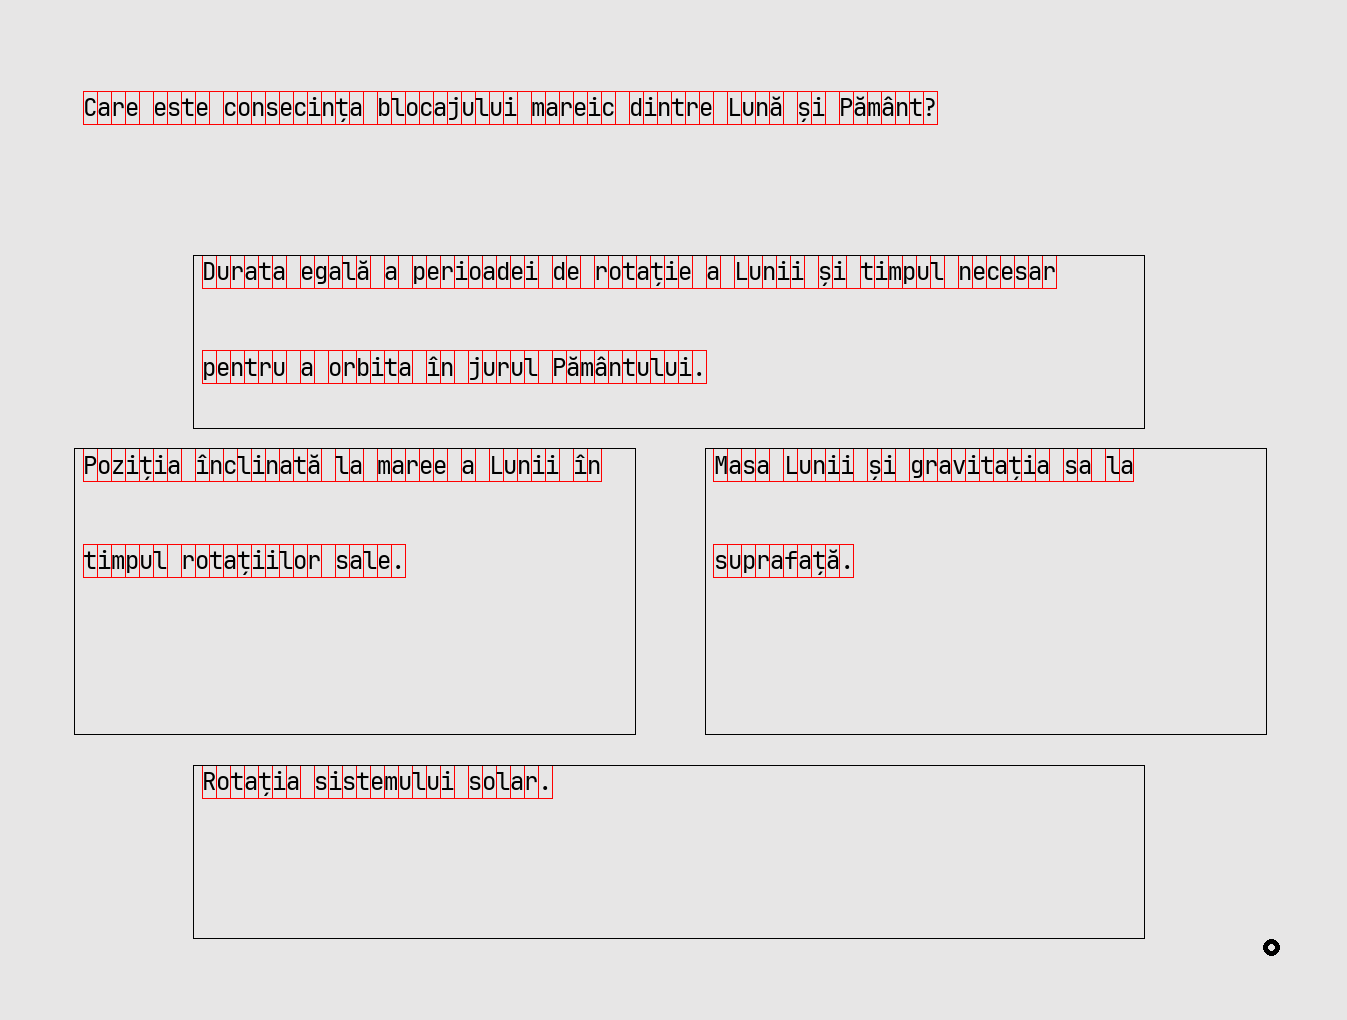 Care este consecința blocajului mareic dintre Lună și Pământ?
Durata egală a perioadei de rotație a Lunii și timpul necesar
pentru a orbita în jurul Pământului.
Poziția înclinată la maree a Lunii în
timpul rotațiilor sale.
Masa Lunii și gravitația sa la
suprafață.
Rotația sistemului solar.